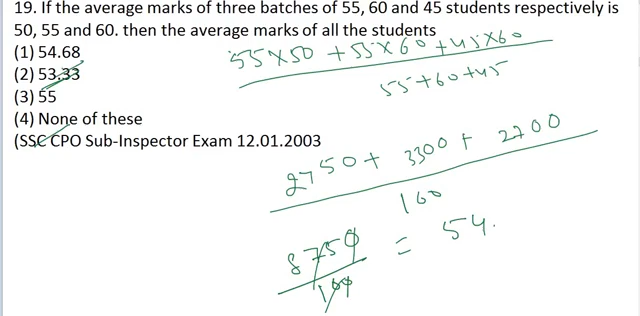 19. If the average marks of three batches of 55, 60 and 45 students respectively is
50, 55 and 60. then the average marks of all the students
(1) 54.68
(2) 53.33
(3) 55
(4) None of these
(SSC CPO Sub-Inspector Exam 12.01.2003
55×50 + 55×60 + 45×60
55+60+45
2750 + 3300 + 2700
160
8750
160
= 54.